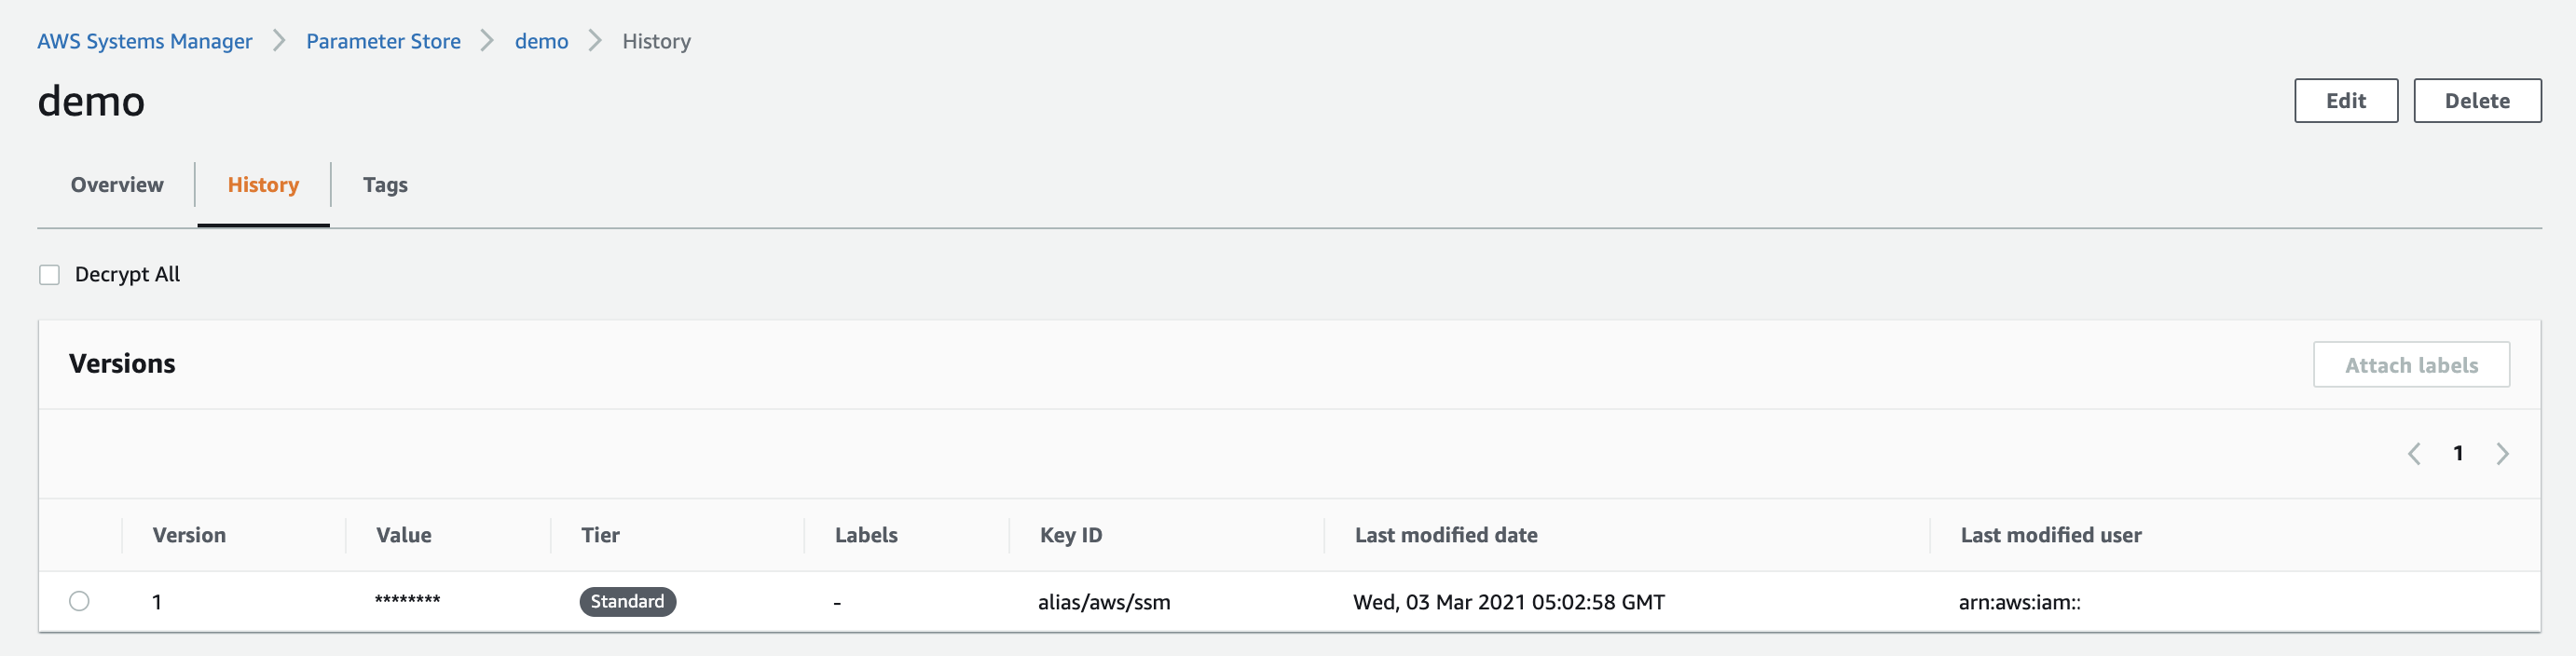 AWS Systems Manager > Parameter Store > demo > History
demo
Edit Delete
Overview History Tags
Decrypt All
Versions
Attach labels
< 1 >
Version Value Tier Labels Key ID Last modified date Last modified user
1 ******** Standard - alias/aws/ssm Wed, 03 Mar 2021 05:02:58 GMT arn:aws:iam::